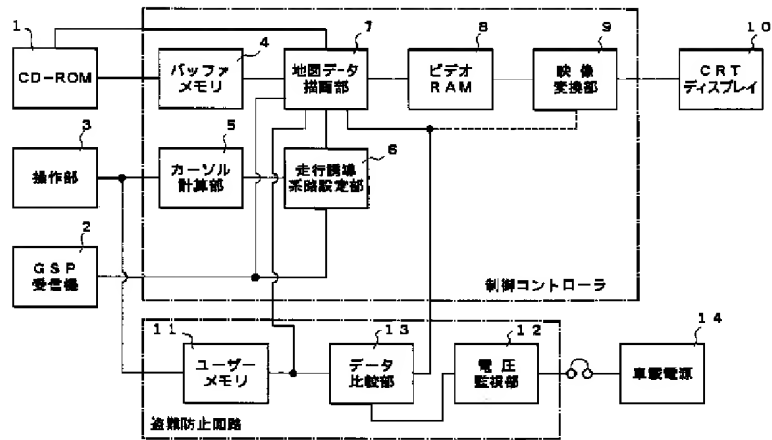 1
CD-ROM
4
バッファ
メモリ
7
地図データ
描画部
8
ビデオ
RAM
9
映像
変換部
10
CRT
ディスプレイ
3
操作部
5
カーソル
計算部
6
走行誘導
系路設定部
2
GSP
受信機
制御コントローラ
11
ユーザー
メモリ
13
データ
比較部
12
電圧
監視部
14
車載電源
盗難防止回路